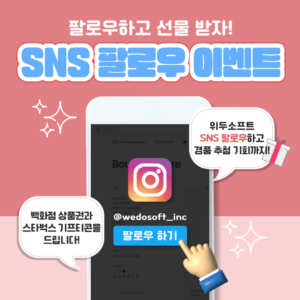 팔로우하고 선물 받자!
SNS 팔로우 이벤트
위두소프트
SNS 팔로우하고
경품 추첨 기회까지!
@wedosoft_inc
팔로우 하기
백화점 상품권과
스타벅스 기프티콘을
드립니다!